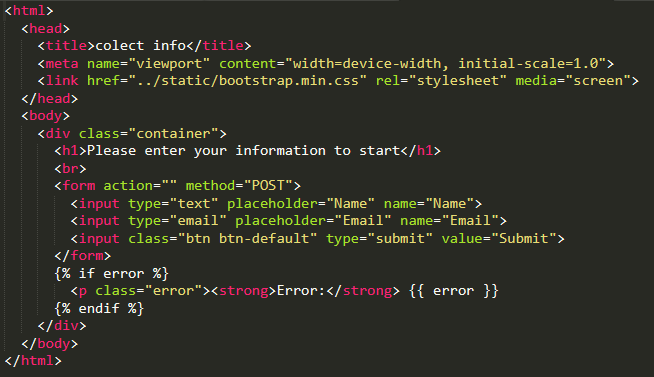 <html>
<head>
<title>colect info</title>
<meta name="viewport" content="width=device-width, initial-scale=1.0">
<link href="../static/bootstrap.min.css" rel="stylesheet" media="screen">
</head>
<body>
<div class="container">
<h1>Please enter your information to start</h1>
<br>
<form action="" method="POST">
<input type="text" placeholder="Name" name="Name">
<input type="email" placeholder="Email" name="Email">
<input class="btn btn-default" type="submit" value="Submit">
</form>
{% if error %}
<p class="error"><strong>Error:</strong> {{ error }}
{% endif %}
</div>
</body>
</html>